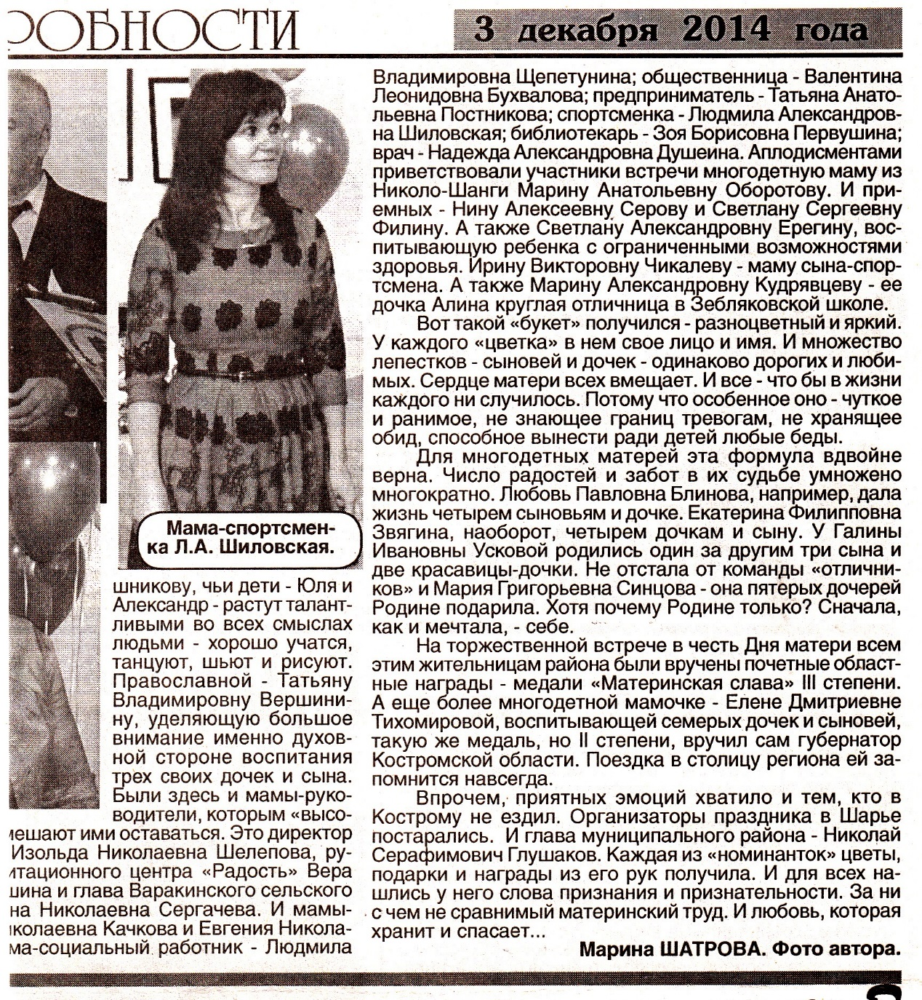 РОБНОСТИ
3 декабря 2014 года
Мама-спортсмен-
ка Л.А. Шиловская.
шникову, чьи дети - Юля и
Александр - растут талант-
ливыми во всех смыслах
людьми - хорошо учатся,
танцуют, шьют и рисуют.
Православной - Татьяну
Владимировну Вершини-
ну, уделяющую большое
внимание именно духов-
ной стороне воспитания
трех своих дочек и сына.
Были здесь и мамы-руко-
водители, которым «высо-
мешают ими оставаться. Это директор
Изольда Николаевна Шелепова, ру-
итационного центра «Радость» Вера
шина и глава Варакинского сельского
на Николаевна Сергачева. И мамы-
иколаевна Качкова и Евгения Никола-
ма-социальный работник - Людмила
Владимировна Щепетунина; общественница - Валентина
Леонидовна Бухвалова; предприниматель - Татьяна Анато-
льевна Постникова; спортсменка - Людмила Александров-
на Шиловская; библиотекарь - Зоя Борисовна Первушина;
врач - Надежда Александровна Душеина. Аплодисментами
приветствовали участники встречи многодетную маму из
Николо-Шанги Марину Анатольевну Оборотову. И при-
емных - Нину Алексеевну Серову и Светлану Сергеевну
Филину. А также Светлану Александровну Ерегину, вос-
питывающую ребенка с ограниченными возможностями
здоровья. Ирину Викторовну Чикалеву - маму сына-спор-
тсмена. А также Марину Александровну Кудрявцеву - ее
дочка Алина круглая отличница в Зебляковской школе.
Вот такой «букет» получился - разноцветный и яркий.
У каждого «цветка» в нем свое лицо и имя. И множество
лепестков - сыновей и дочек - одинаково дорогих и люби-
мых. Сердце матери всех вмещает. И все - что бы в жизни
каждого ни случилось. Потому что особенное оно - чуткое
и ранимое, не знающее границ тревогам, не хранящее
обид, способное вынести ради детей любые беды.
Для многодетных матерей эта формула вдвойне
верна. Число радостей и забот в их судьбе умножено
многократно. Любовь Павловна Блинова, например, дала
жизнь четырем сыновьям и дочке. Екатерина Филипповна
Звягина, наоборот, четырем дочкам и сыну. У Галины
Ивановны Усковой родились один за другим три сына и
две красавицы-дочки. Не отстала от команды «отлични-
ков» и Мария Григорьевна Синцова - она пятерых дочерей
Родине подарила. Хотя почему Родине только? Сначала,
как и мечтала, - себе.
На торжественной встрече в честь Дня матери всем
этим жительницам района были вручены почетные област-
ные награды - медали «Материнская слава» III степени.
А еще более многодетной мамочке - Елене Дмитриевне
Тихомировой, воспитывающей семерых дочек и сыновей,
такую же медаль, но II степени, вручил сам губернатор
Костромской области. Поездка в столицу региона ей за-
помнится навсегда.
Впрочем, приятных эмоций хватило и тем, кто в
Кострому не ездил. Организаторы праздника в Шарье
постарались. И глава муниципального района - Николай
Серафимович Глушаков. Каждая из «номинанток» цветы,
подарки и награды из его рук получила. И для всех на-
шлись у него слова признания и признательности. За ни
с чем не сравнимый материнский труд. И любовь, которая
хранит и спасает...
Марина ШАТРОВА. Фото автора.